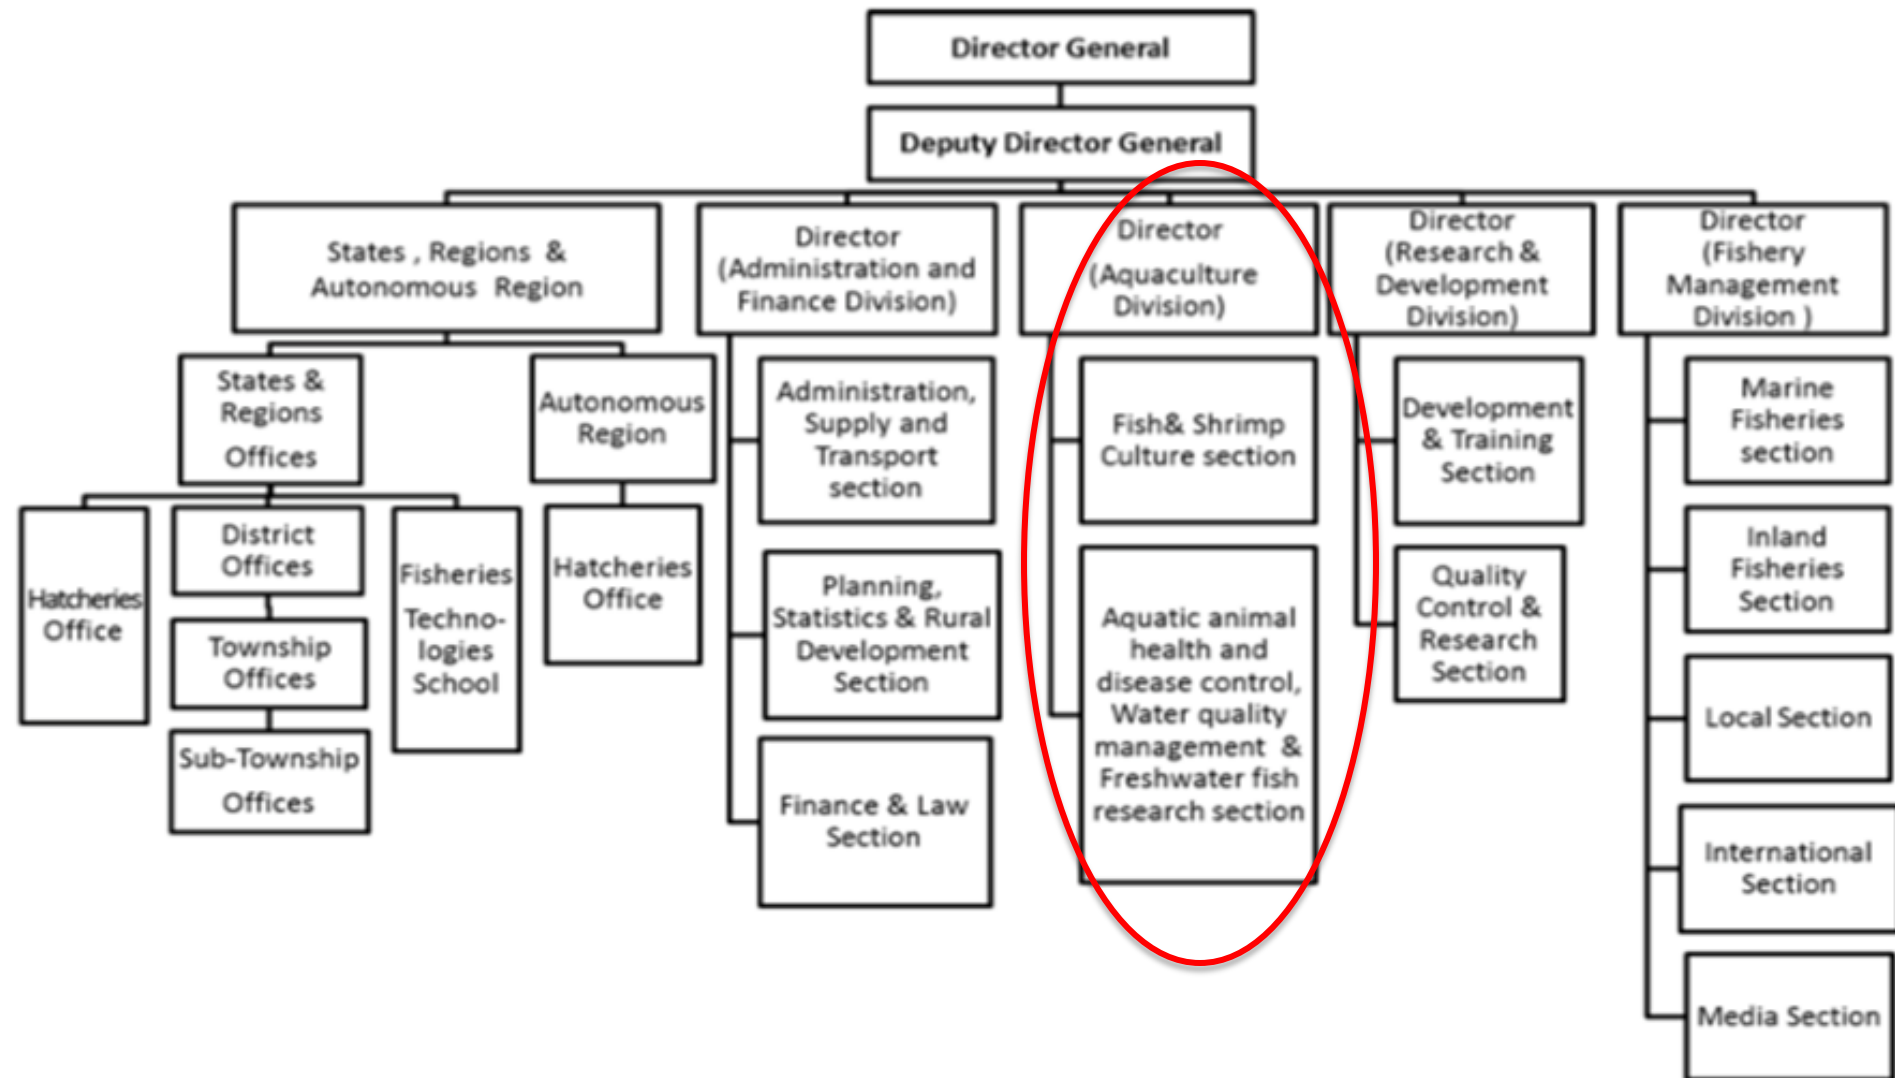 Director General
Deputy Director General
States , Regions &
Autonomous Region
Director
(Administration and
Finance Division)
Director
(Aquaculture
Division)
Director
(Research &
Development
Division)
Director
(Fishery
Management
Division )
States &
Regions
Offices
Autonomous
Region
Hatcheries
Office
District
Offices
Township
Offices
Sub-Township
Offices
Fisheries
Techno-
logies
School
Hatcheries
Office
Administration,
Supply and
Transport
section
Planning,
Statistics & Rural
Development
Section
Finance & Law
Section
Fish& Shrimp
Culture section
Aquatic animal
health and
disease control,
Water quality
management &
Freshwater fish
research section
Development
& Training
Section
Quality
Control &
Research
Section
Marine
Fisheries
section
Inland
Fisheries
Section
Local Section
International
Section
Media Section